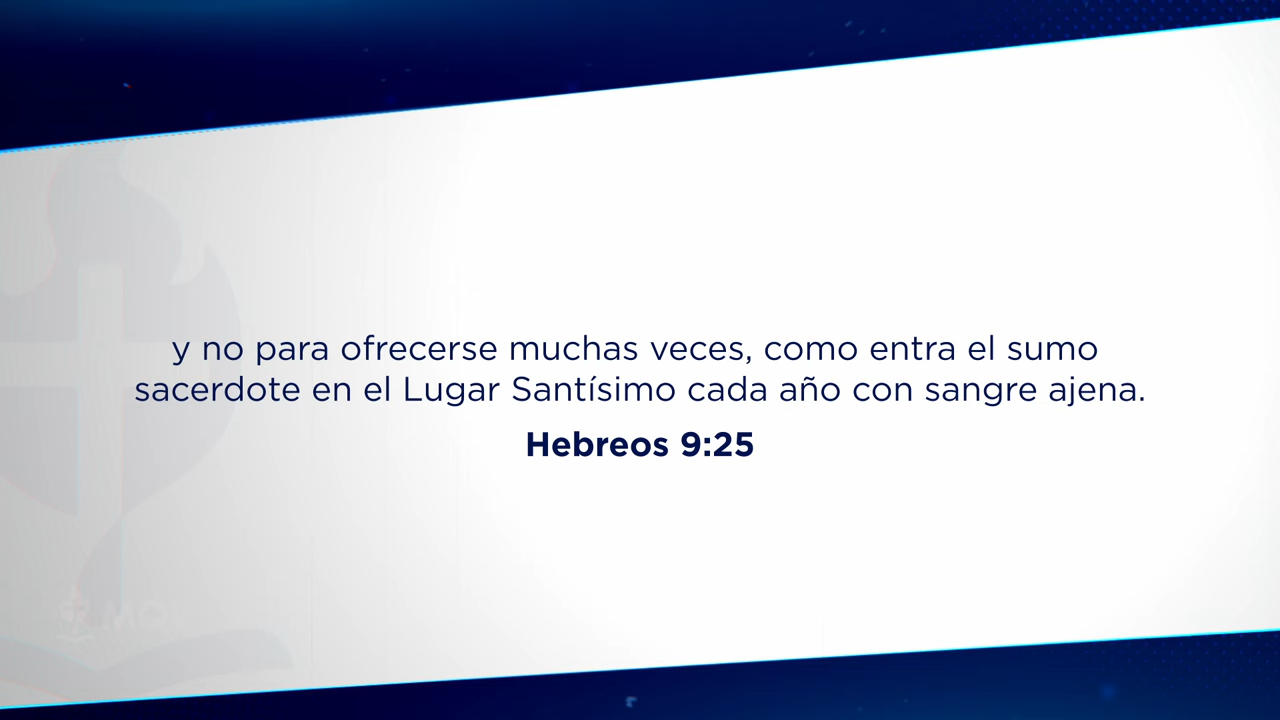 y no para ofrecerse muchas veces, como entra el sumo
sacerdote en el Lugar Santísimo cada año con sangre ajena.
Hebreos 9:25